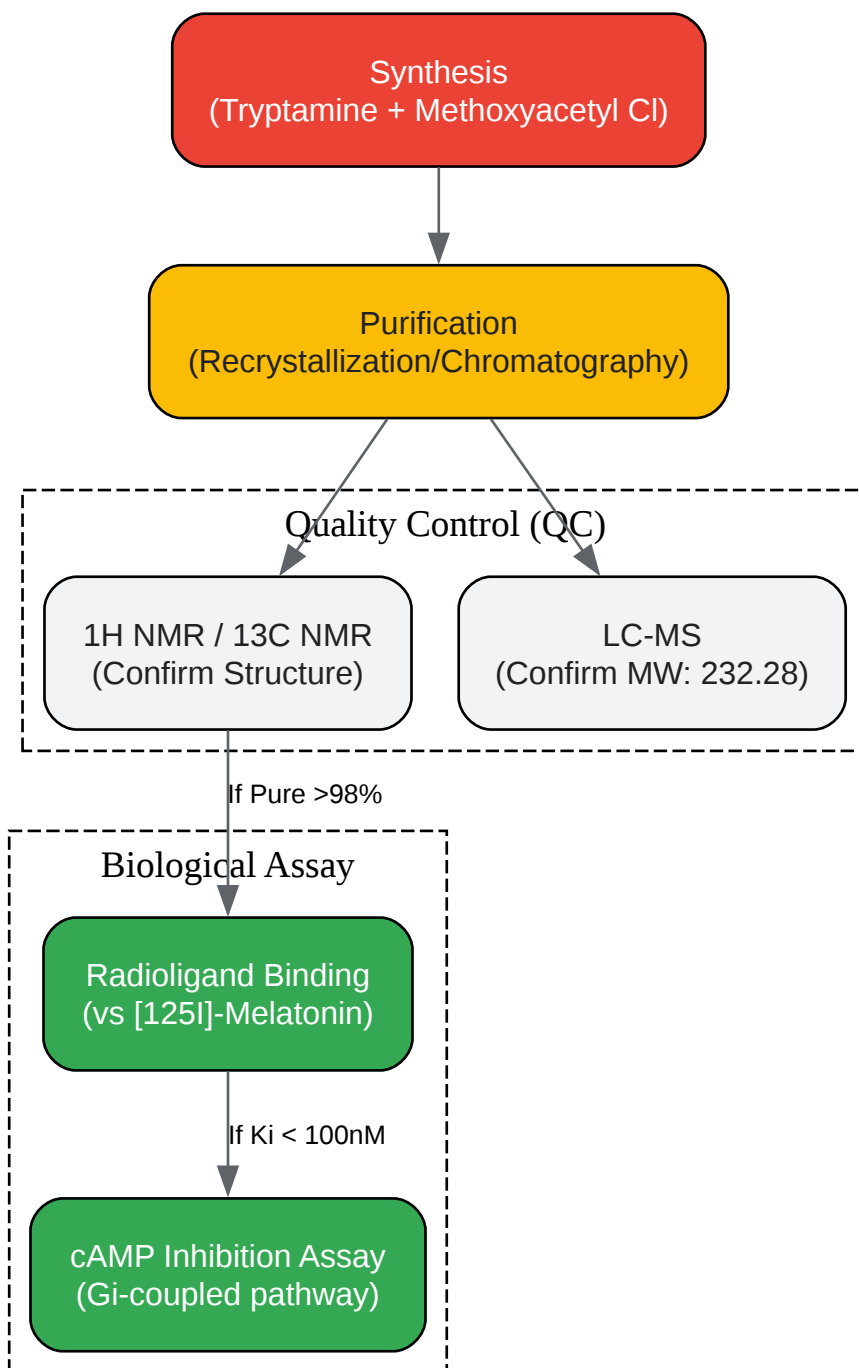 Synthesis
(Tryptamine + Methoxyacetyl Cl)
Purification
(Recrystallization/Chromatography)
Quality Control (QC)
1H NMR / 13C NMR
(Confirm Structure)
LC-MS
(Confirm MW: 232.28)
If Pure >98%
Biological Assay
Radioligand Binding
(vs [125I]-Melatonin)
If Ki < 100nM
cAMP Inhibition Assay
(Gi-coupled pathway)